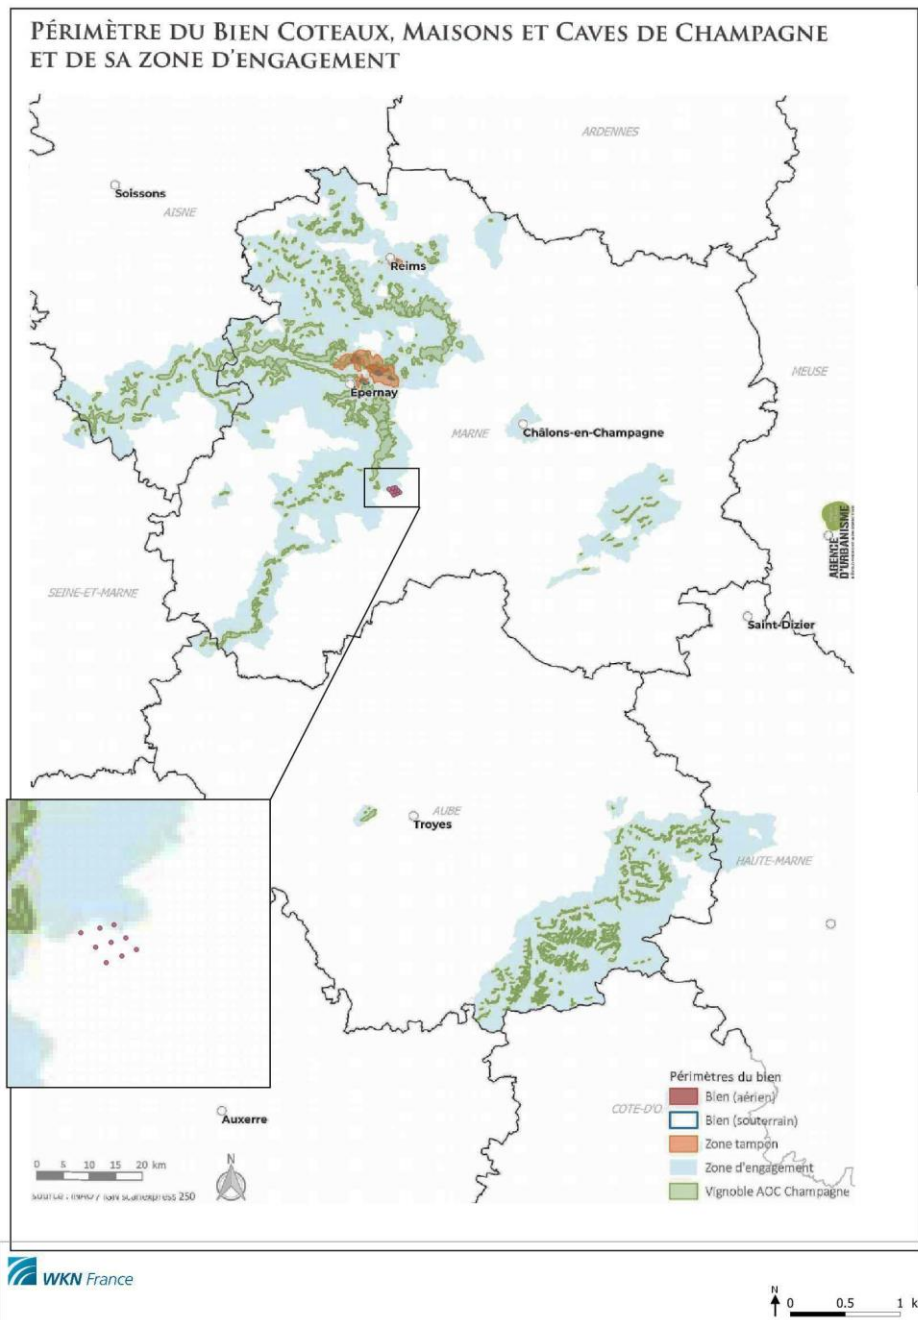 PÉRIMÈTRE DU BIEN COTEAUX, MAISONS ET CAVES DE CHAMPAGNE
ET DE SA ZONE D'ENGAGEMENT
ARDENNES
Soissons
AISNE
Reims
MEUSE
Épernay
MARNE
Châlons-en-Champagne
AGENCE
D'URBANISME
SEINE-ET-MARNE
Saint-Dizier
AUBE
Troyes
HAUTE-MARNE
Périmètres du bien
Bien (aérien)
COTE-D'O
Bien (souterrain)
Auxerre
Zone tampon
N
0 5 10 15 20 km
Zone d'engagement
Vignoble AOC Champagne
250
WKN France
N
0 0.5 1 k